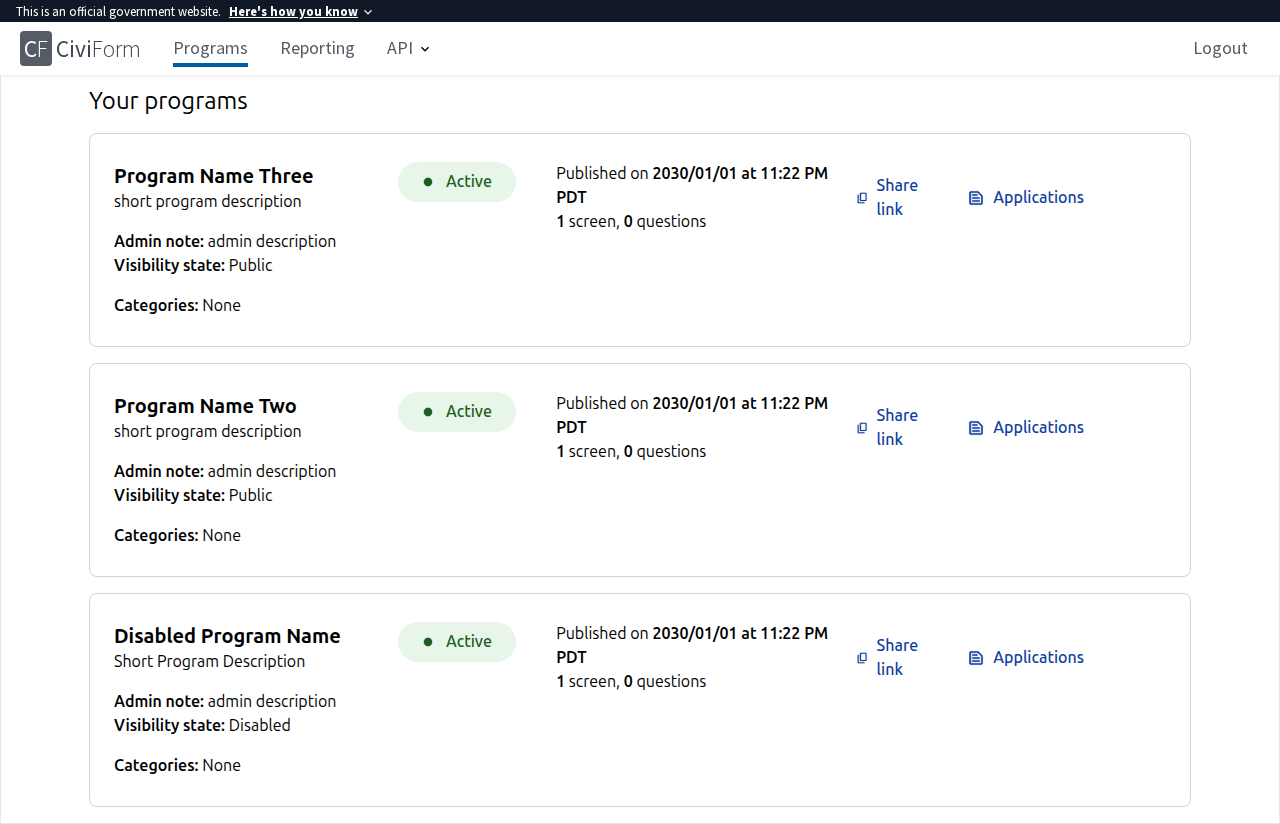 This is an official government website. Here's how you know
CF CiviForm Programs Reporting API Logout
Your programs
Program Name Three
short program description
Admin note: admin description
Visibility state: Public
Categories: None
Active
Published on 2030/01/01 at 11:22 PM
PDT
1 screen, 0 questions
Share
link
Applications
Program Name Two
short program description
Admin note: admin description
Visibility state: Public
Categories: None
Active
Published on 2030/01/01 at 11:22 PM
PDT
1 screen, 0 questions
Share
link
Applications
Disabled Program Name
Short Program Description
Admin note: admin description
Visibility state: Disabled
Categories: None
Active
Published on 2030/01/01 at 11:22 PM
PDT
1 screen, 0 questions
Share
link
Applications